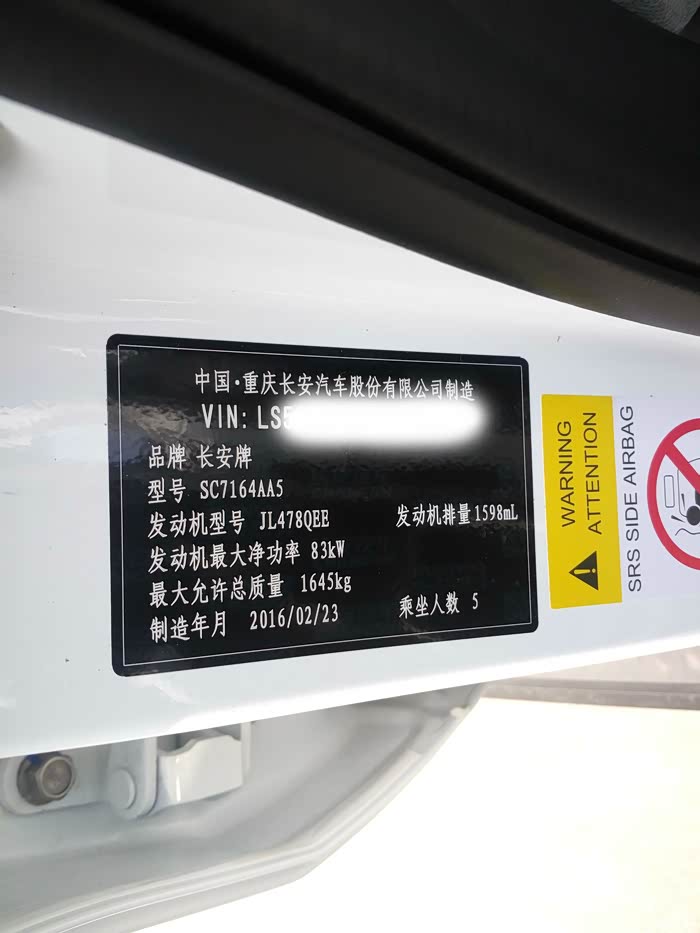 中国·重庆长安汽车股份有限公司制造
VIN: LS5
品牌 长安牌
型号 SC7164AA5
发动机型号 JL478QEE 发动机排量 1598mL
发动机最大净功率 83kW
最大允许总质量 1645kg
制造年月 2016/02/23 乘坐人数 5
WARNING
ATTENTION
SRS SIDE AIRBAG